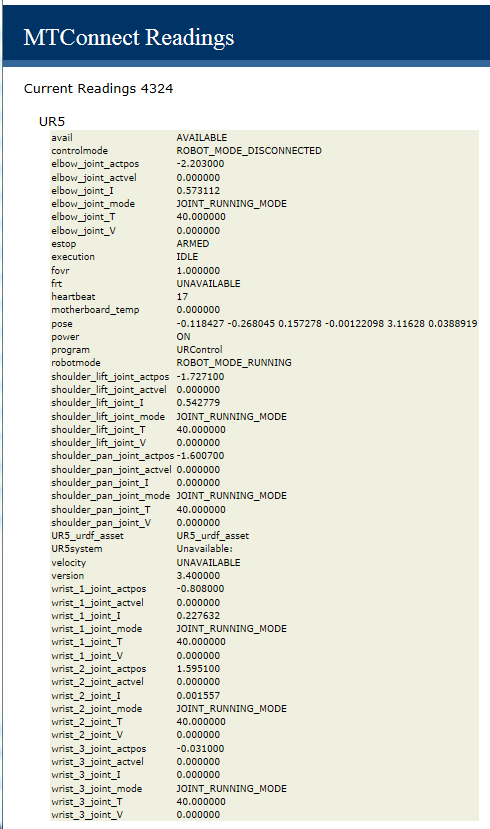 MTConnect Readings
Current Readings 4324
UR5
avail AVAILABLE
controlmode ROBOT_MODE_DISCONNECTED
elbow_joint_actpos -2.203000
elbow_joint_actvel 0.000000
elbow_joint_I 0.573112
elbow_joint_mode JOINT_RUNNING_MODE
elbow_joint_T 40.000000
elbow_joint_V 0.000000
estop ARMED
execution IDLE
fovr 1.000000
frt UNAVAILABLE
heartbeat 17
motherboard_temp 0.000000
pose -0.118427 -0.268045 0.157278 -0.00122098 3.11628 0.0388919
power ON
program URControl
robotmode ROBOT_MODE_RUNNING
shoulder_lift_joint_actpos -1.727100
shoulder_lift_joint_actvel 0.000000
shoulder_lift_joint_I 0.542779
shoulder_lift_joint_mode JOINT_RUNNING_MODE
shoulder_lift_joint_T 40.000000
shoulder_lift_joint_V 0.000000
shoulder_pan_joint_actpos -1.600700
shoulder_pan_joint_actvel 0.000000
shoulder_pan_joint_I 0.000000
shoulder_pan_joint_mode JOINT_RUNNING_MODE
shoulder_pan_joint_T 40.000000
shoulder_pan_joint_V 0.000000
UR5_urdf_asset UR5_urdf_asset
UR5system Unavailable:
velocity UNAVAILABLE
version 3.400000
wrist_1_joint_actpos -0.808000
wrist_1_joint_actvel 0.000000
wrist_1_joint_I 0.227632
wrist_1_joint_mode JOINT_RUNNING_MODE
wrist_1_joint_T 40.000000
wrist_1_joint_V 0.000000
wrist_2_joint_actpos 1.595100
wrist_2_joint_actvel 0.000000
wrist_2_joint_I 0.001557
wrist_2_joint_mode JOINT_RUNNING_MODE
wrist_2_joint_T 40.000000
wrist_2_joint_V 0.000000
wrist_3_joint_actpos -0.031000
wrist_3_joint_actvel 0.000000
wrist_3_joint_I 0.000000
wrist_3_joint_mode JOINT_RUNNING_MODE
wrist_3_joint_T 40.000000
wrist_3_joint_V 0.000000